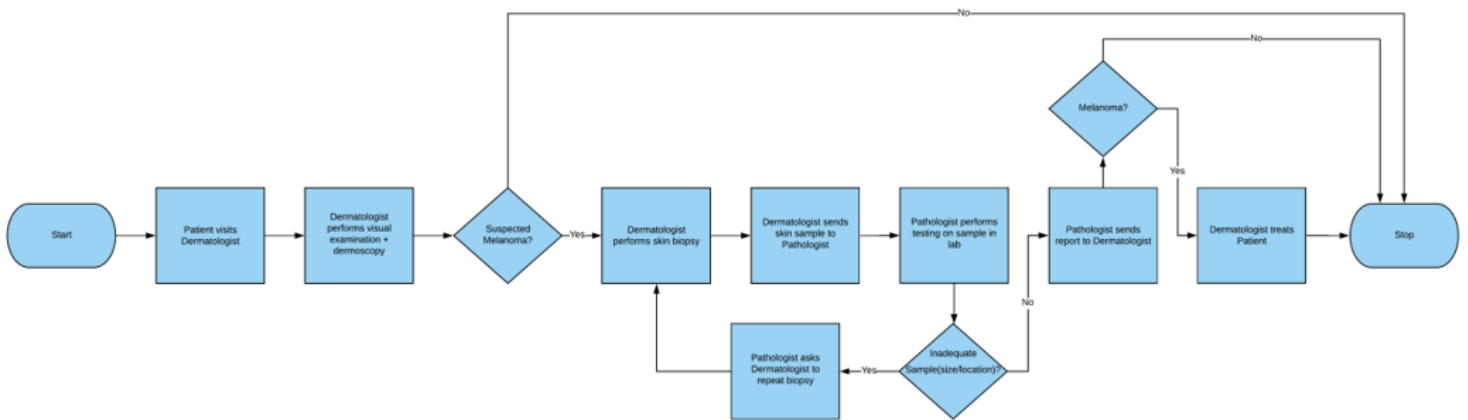 No
No
Melanoma?
Yes
Start
Patient visits
Dermatologist
Dermatologist
performs visual
examination +
dermoscopy
Suspected
Melanoma?
Yes
Dermatologist
performs skin biopsy
Dermatologist sends
skin sample to
Pathologist
Pathologist performs
testing on sample in
lab
Pathologist sends
report to Dermatologist
Dermatologist treats
Patient
Stop
No
Inadequate
Sample(size/location)?
Yes
Pathologist asks
Dermatologist to
repeat biopsy